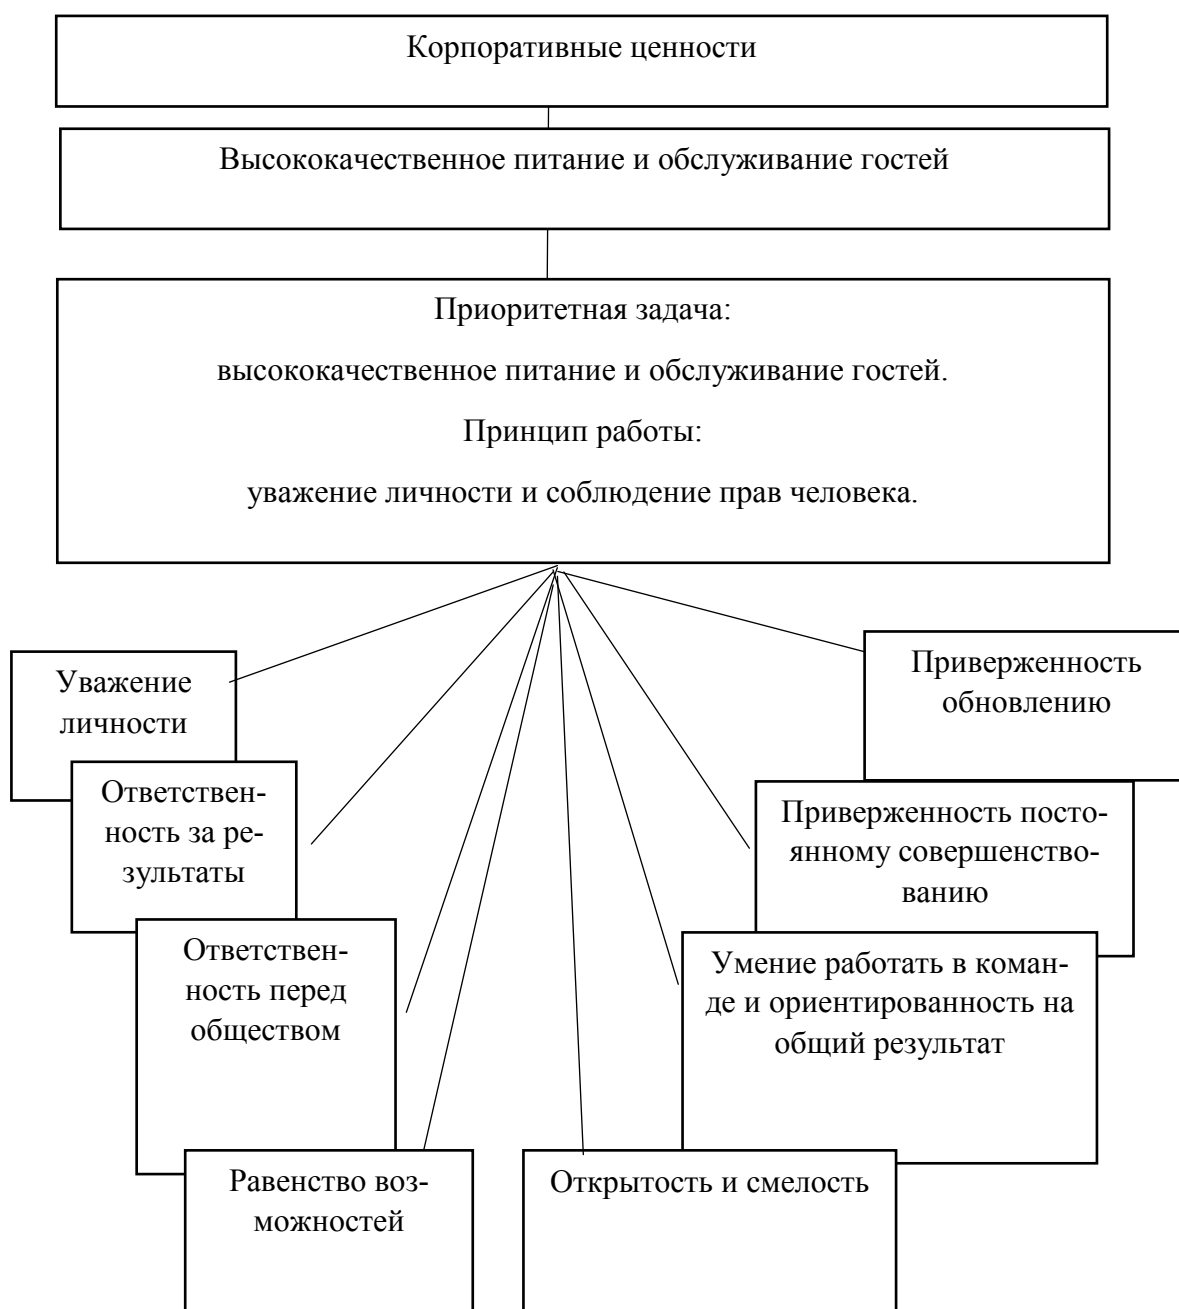 Корпоративные ценности
Высококачественное питание и обслуживание гостей
Приоритетная задача:
высококачественное питание и обслуживание гостей.
Принцип работы:
уважение личности и соблюдение прав человека.
Уважение
личности
Ответствен-
ность за ре-
зультаты
Ответствен-
ность перед
обществом
Равенство воз-
можностей
Открытость и смелость
Умение работать в коман-
де и ориентированность на
общий результат
Приверженность посто-
янному совершенство-
ванию
Приверженность
обновлению